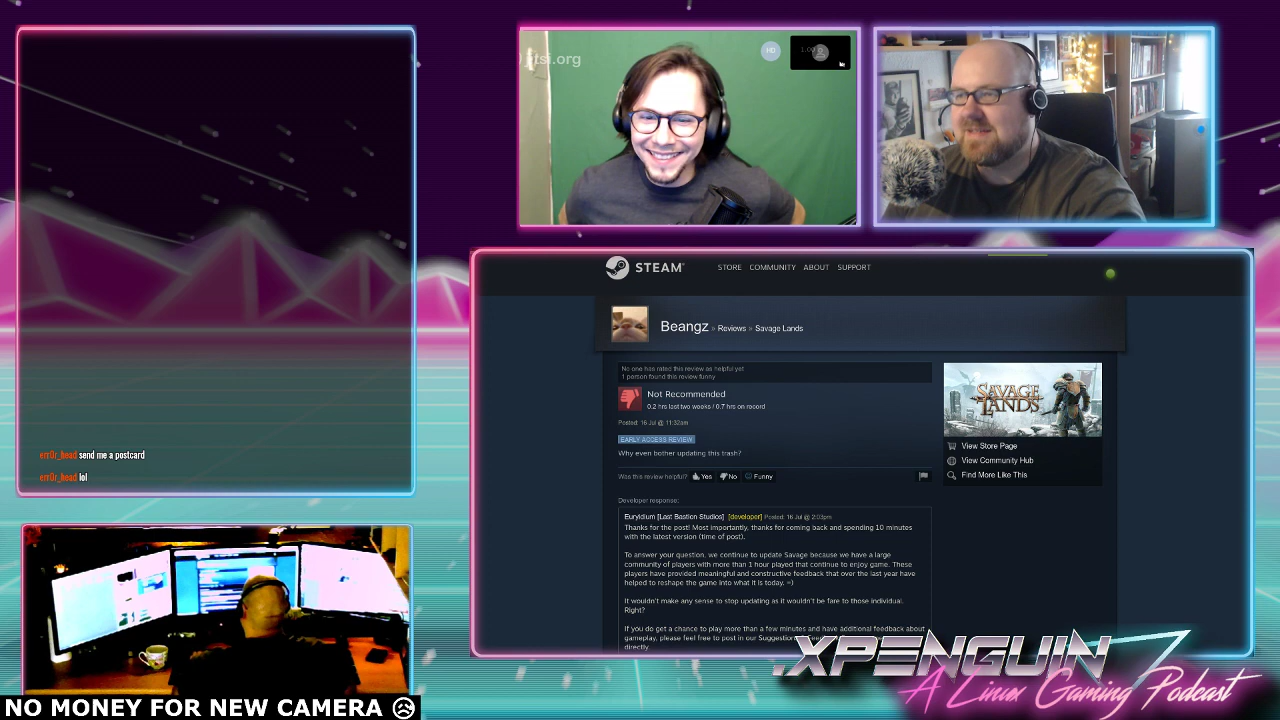 tsi.org
HD
1.00
STEAM
STORE COMMUNITY ABOUT SUPPORT
Beangz » Reviews » Savage Lands
No one has rated this review as helpful yet
1 person found this review funny
Not Recommended
0.2 hrs last two weeks / 0.7 hrs on record
Posted: 16 Jul @ 11:32am
EARLY ACCESS REVIEW
Why even bother updating this trash?
Was this review helpful? Yes No Funny
SAVAGE
LANDS
View Store Page
View Community Hub
Find More Like This
Developer response:
Euryidium [Last Bastion Studios] [developer] Posted: 16 Jul @ 2:03pm
Thanks for the post! Most importantly, thanks for coming back and spending 10 minutes
with the latest version (time of post).
To answer your question, we continue to update Savage because we have a large
community of players with more than 1 hour played that continue to enjoy game. These
players have provided meaningful and constructive feedback that over the last year have
helped to reshape the game into what it is today. =)
It wouldn't make any sense to stop updating as it wouldn't be fare to those individual.
Right?
If you do get a chance to play more than a few minutes and have additional feedback about
gameplay, please feel free to post in our Suggestion
directly.
err0r_head send me a postcard
err0r_head lol
.XPENGUIN
A Linux Gaming Podcast
NO MONEY FOR NEW CAMERA